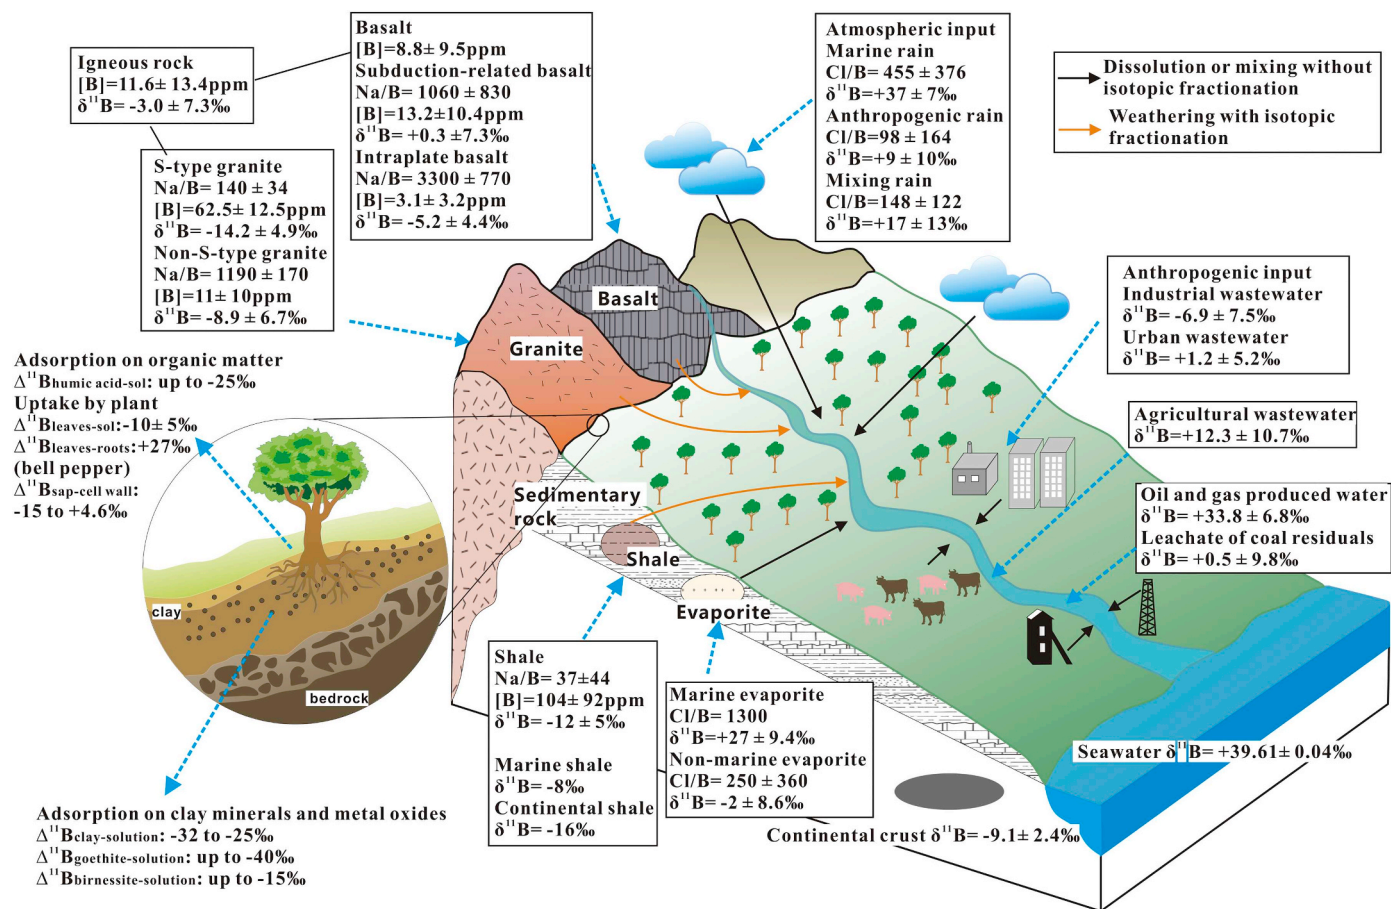 Igneous rock
[B]=11.6± 13.4ppm
δ¹¹B= -3.0 ± 7.3‰
S-type granite
Na/B= 140 ± 34
[B]=62.5± 12.5ppm
δ¹¹B= -14.2 ± 4.9‰
Non-S-type granite
Na/B= 1190 ± 170
[B]=11± 10ppm
δ¹¹B= -8.9 ± 6.7‰
Basalt
[B]=8.8± 9.5ppm
Subduction-related basalt
Na/B= 1060 ± 830
[B]=13.2±10.4ppm
δ¹¹B= +0.3 ±7.3‰
Intraplate basalt
Na/B= 3300 ± 770
[B]=3.1± 3.2ppm
δ¹¹B= -5.2 ± 4.4‰
Atmospheric input
Marine rain
Cl/B= 455 ± 376
δ¹¹B=+37 ± 7‰
Anthropogenic rain
Cl/B=98 ± 164
δ¹¹B=+9 ± 10‰
Mixing rain
Cl/B=148 ± 122
δ¹¹B=+17 ± 13‰
Dissolution or mixing without
isotopic fractionation
Weathering with isotopic
fractionation
Anthropogenic input
Industrial wastewater
δ¹¹B= -6.9 ± 7.5‰
Urban wastewater
δ¹¹B= +1.2 ± 5.2‰
Agricultural wastewater
δ¹¹B=+12.3 ± 10.7‰
Oil and gas produced water
δ¹¹B= +33.8 ± 6.8‰
Leachate of coal residuals
δ¹¹B= +0.5 ± 9.8‰
Basalt
Granite
Sedimentary
rock
Shale
Evaporite
Adsorption on organic matter
Δ¹¹Bhumic acid-sol: up to -25‰
Uptake by plant
Δ¹¹Bleaves-sol:-10± 5‰
Δ¹¹Bleaves-roots:+27‰
(bell pepper)
Δ¹¹Bsap-cell wall:
-15 to +4.6‰
clay
bedrock
Adsorption on clay minerals and metal oxides
Δ¹¹Bclay-solution: -32 to -25‰
Δ¹¹Bgoethite-solution: up to -40‰
Δ¹¹Bbirnessite-solution: up to -15‰
Shale
Na/B= 37±44
[B]=104± 92ppm
δ¹¹B= -12 ± 5‰
Marine shale
δ¹¹B= -8%
Continental shale
δ¹¹B= -16‰
Marine evaporite
Cl/B= 1300
δ¹¹B=+27 ± 9.4‰
Non-marine evaporite
Cl/B= 250 ± 360
δ¹¹B= -2 ± 8.6‰
Seawater δ¹¹B= +39.61± 0.04‰
Continental crust δ¹¹B= -9.1± 2.4‰